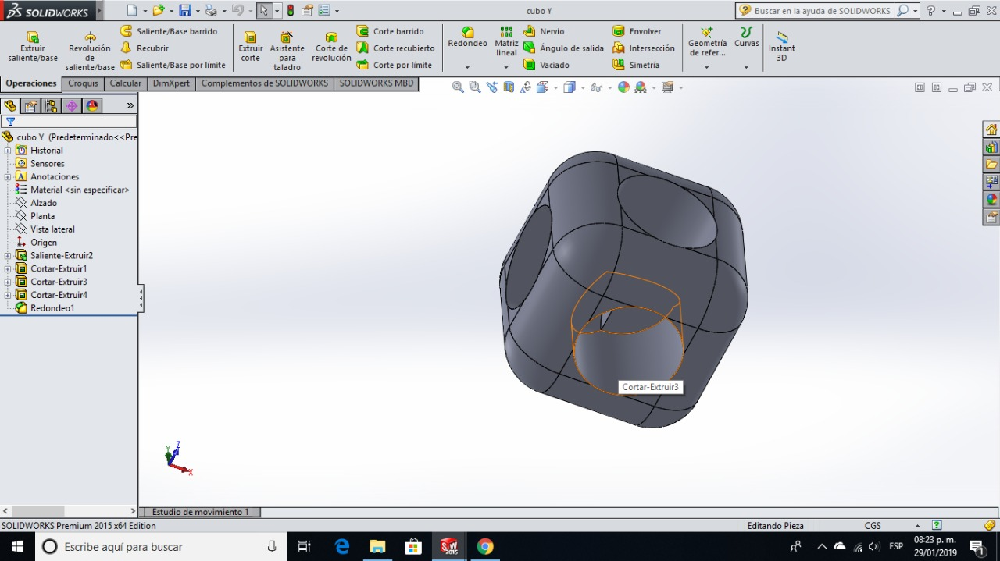 SOLIDWORKS
cubo Y
Buscar en la ayuda de SOLIDWORKS
Extruir saliente/base
Revolución de saliente/base
Saliente/Base barrido
Recubrir
Saliente/Base por límite
Extruir corte
Asistente para taladro
Corte de revolución
Corte barrido
Corte recubierto
Corte por límite
Redondeo
Matriz lineal
Nervio
Ángulo de salida
Vaciado
Envolver
Intersección
Simetría
Geometría de refer...
Curvas
Instant 3D
Operaciones
Croquis
Calcular
DimXpert
Complementos de SOLIDWORKS
SOLIDWORKS MBD
cubo Y (Predeterminado<<Pre
Historial
Sensores
Anotaciones
Material <sin especificar>
Alzado
Planta
Vista lateral
Origen
Saliente-Extruir2
Cortar-Extruir1
Cortar-Extruir3
Cortar-Extruir4
Redondeo1
Cortar-Extruir3
Y
Z
X
Estudio de movimiento 1
SOLIDWORKS Premium 2015 x64 Edition
Editando Pieza
CGS
Escribe aquí para buscar
SW
2015
ESP
08:23 p. m.
29/01/2019
1